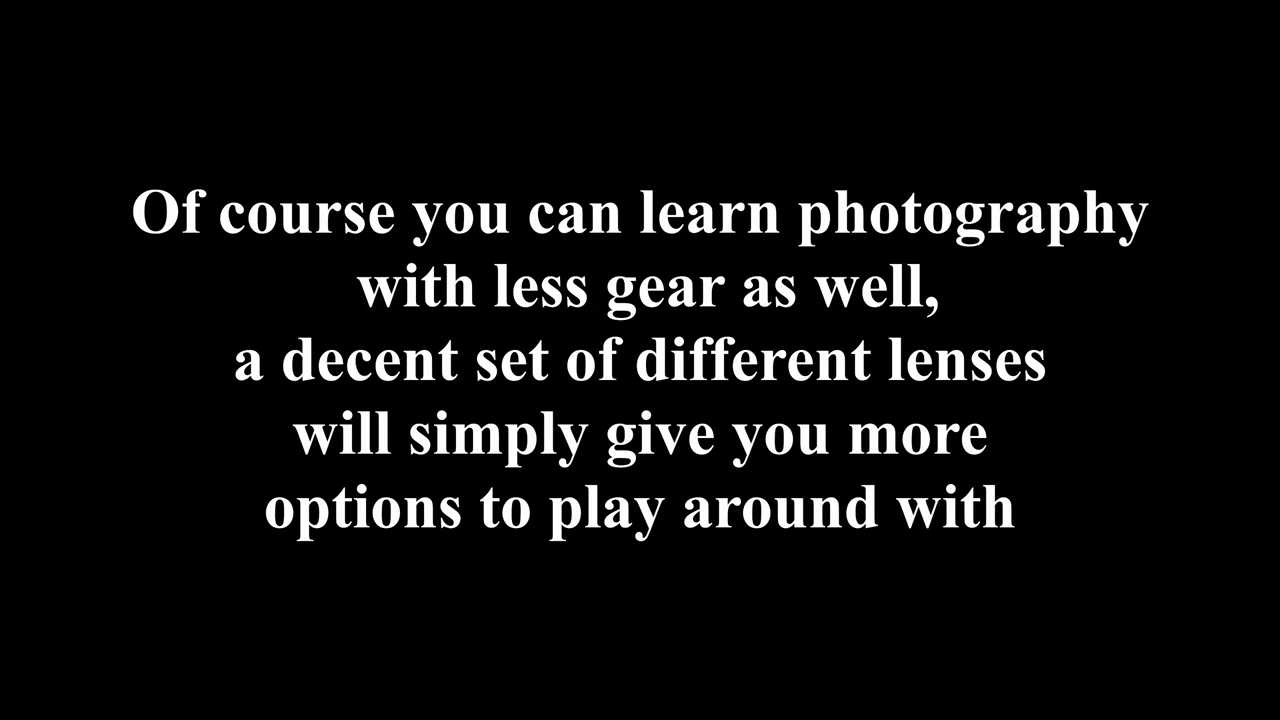 Of course you can learn photography
with less gear as well,
a decent set of different lenses
will simply give you more
options to play around with